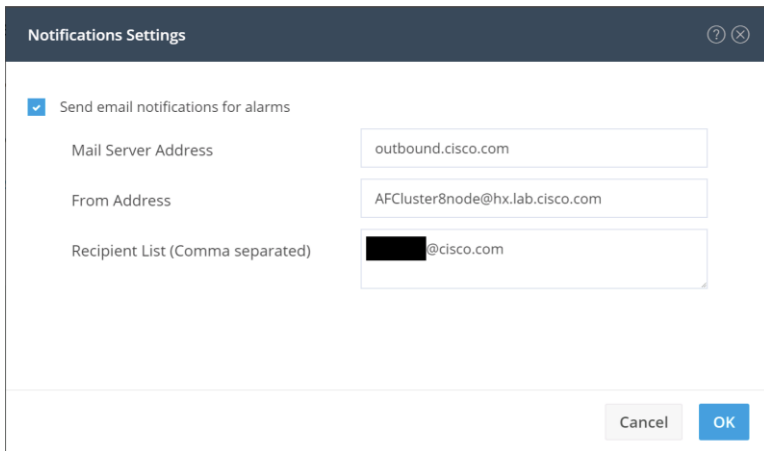 Notifications Settings
Send email notifications for alarms
Mail Server Address
outbound.cisco.com
From Address
AFCluster8node@hx.lab.cisco.com
Recipient List (Comma separated)
@cisco.com
Cancel
OK